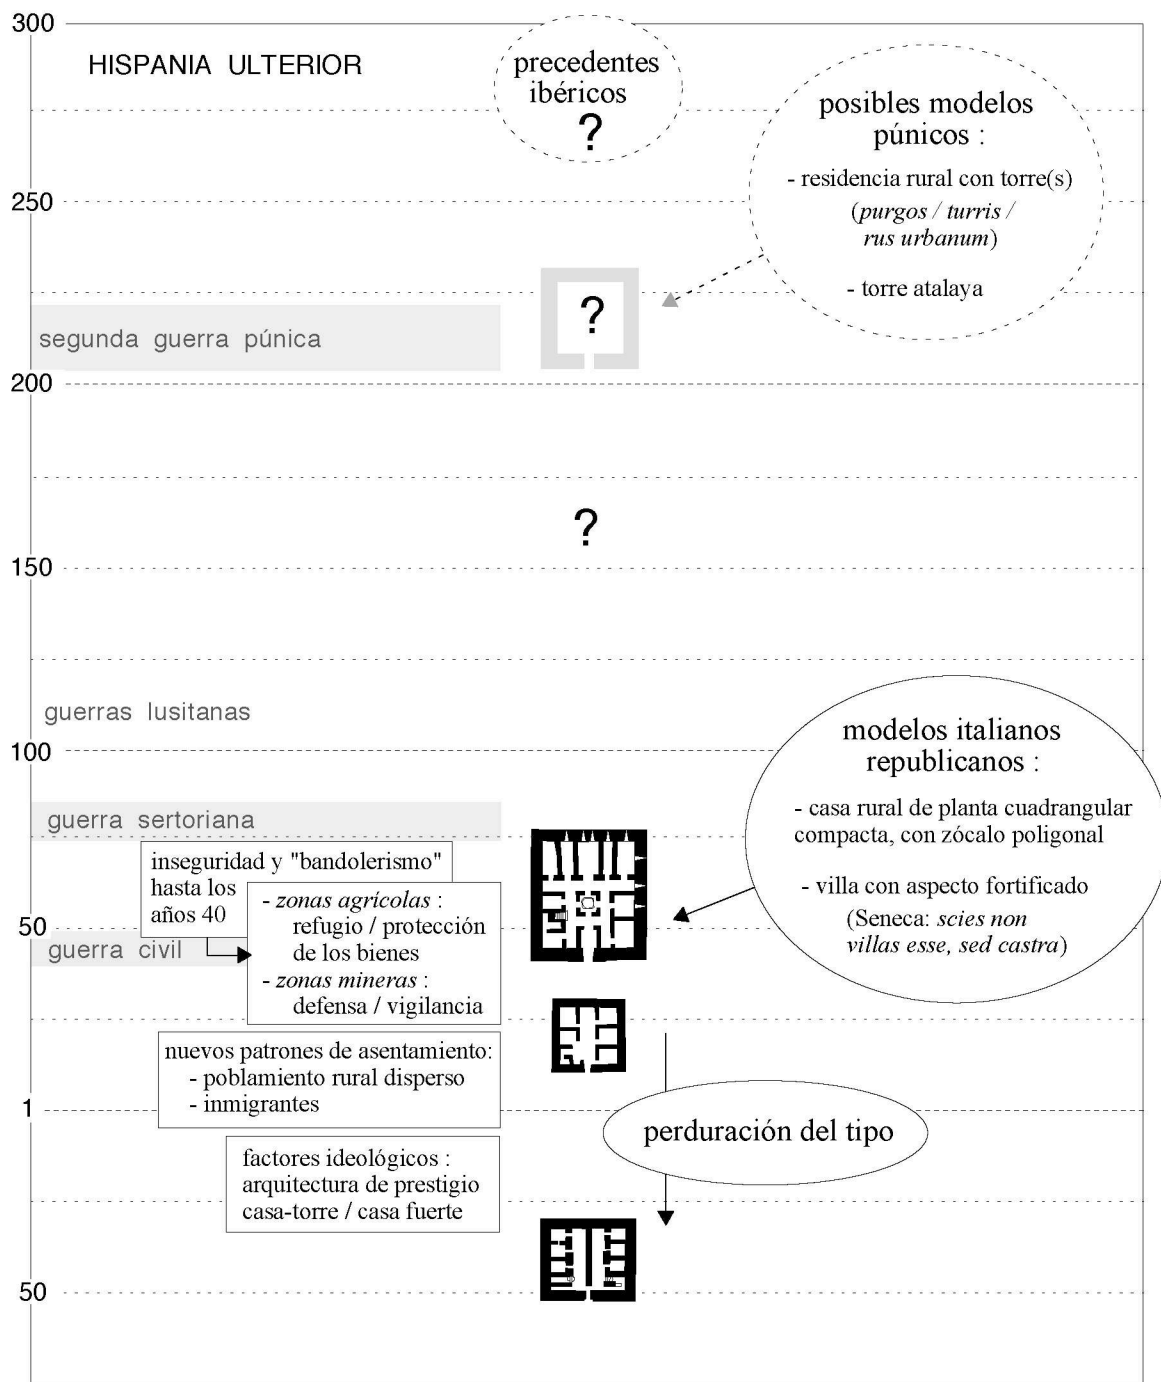 300
HISPANIA ULTERIOR
precedentes
ibéricos
?
posibles modelos
púnicos :
- residencia rural con torre(s)
(purgos / turris /
rus urbanum)
- torre atalaya
250
?
segunda guerra púnica
200
?
150
guerras lusitanas
100
modelos italianos
republicanos :
- casa rural de planta cuadrangular
compacta, con zócalo poligonal
- villa con aspecto fortificado
(Seneca: scies non
villas esse, sed castra)
guerra sertoriana
inseguridad y "bandolerismo"
hasta los
años 40
- zonas agrícolas :
refugio / protección
de los bienes
- zonas mineras :
defensa / vigilancia
50
guerra civil
nuevos patrones de asentamiento:
- poblamiento rural disperso
- inmigrantes
1
perduración del tipo
factores ideológicos :
arquitectura de prestigio
casa-torre / casa fuerte
50